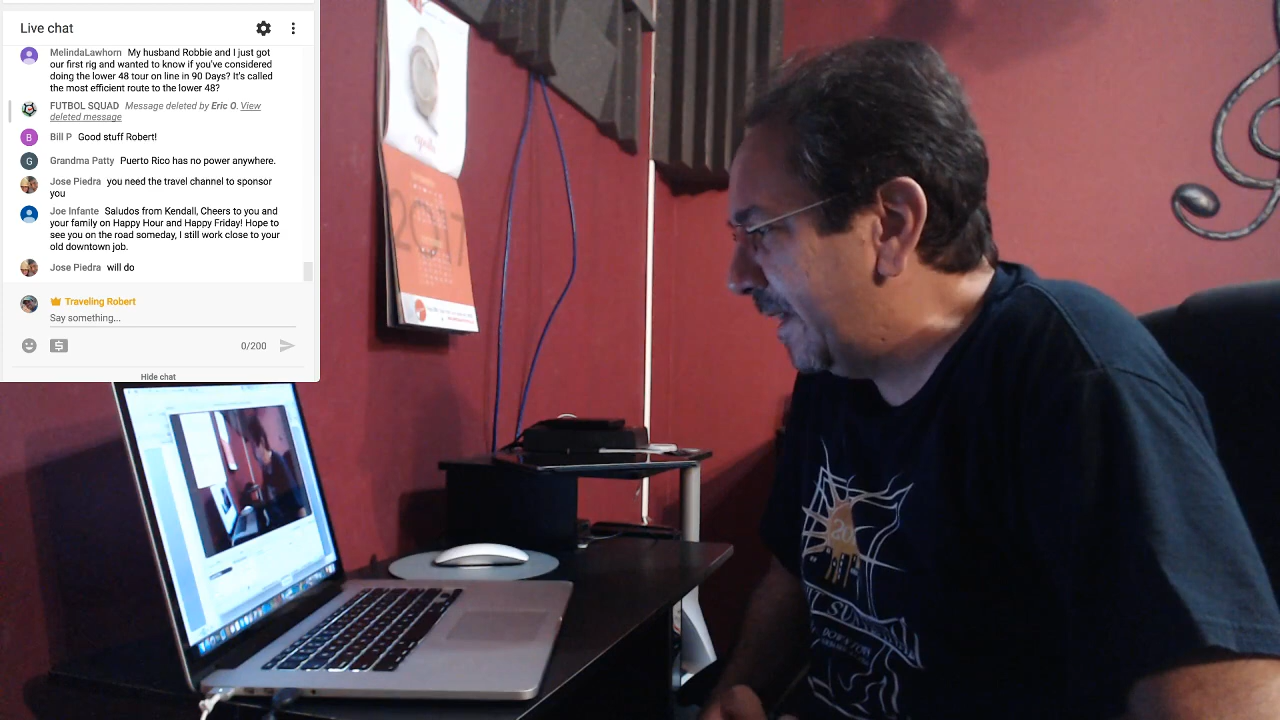 Live chat
MelindaLawhorn My husband Robbie and I just got
our first rig and wanted to know if you've considered
doing the lower 48 tour on line in 90 Days? It's called
the most efficient route to the lower 48?
FUTBOL SQUAD Message deleted by Eric O. View
deleted message
B Bill P Good stuff Robert!
G Grandma Patty Puerto Rico has no power anywhere.
Jose Piedra you need the travel channel to sponsor
you
Joe Infante Saludos from Kendall, Cheers to you and
your family on Happy Hour and Happy Friday! Hope to
see you on the road someday, I still work close to your
old downtown job.
Jose Piedra will do
Traveling Robert
Say something...
0/200
Hide chat
2017
20
DOWNTOWN